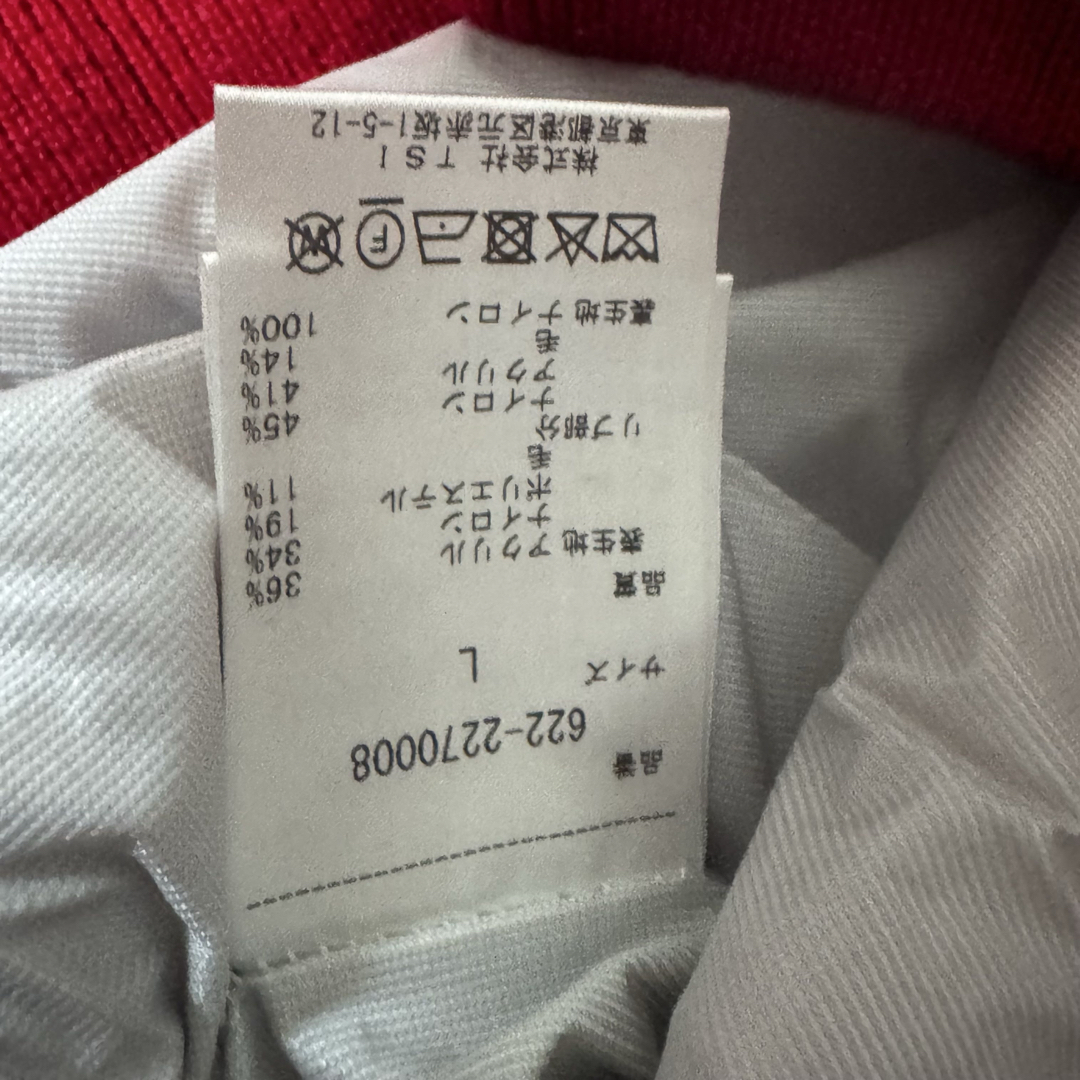 品番
622-2270008
サイズ L
品質 36%
表生地 アクリル 34%
ナイロン 19%
ポリエステル 11%
毛
リブ部分 45%
ナイロン 41%
アクリル 14%
毛
裏生地 ナイロン 100%
F W
株式会社 TSI
東京都港区元赤坂1-5-12